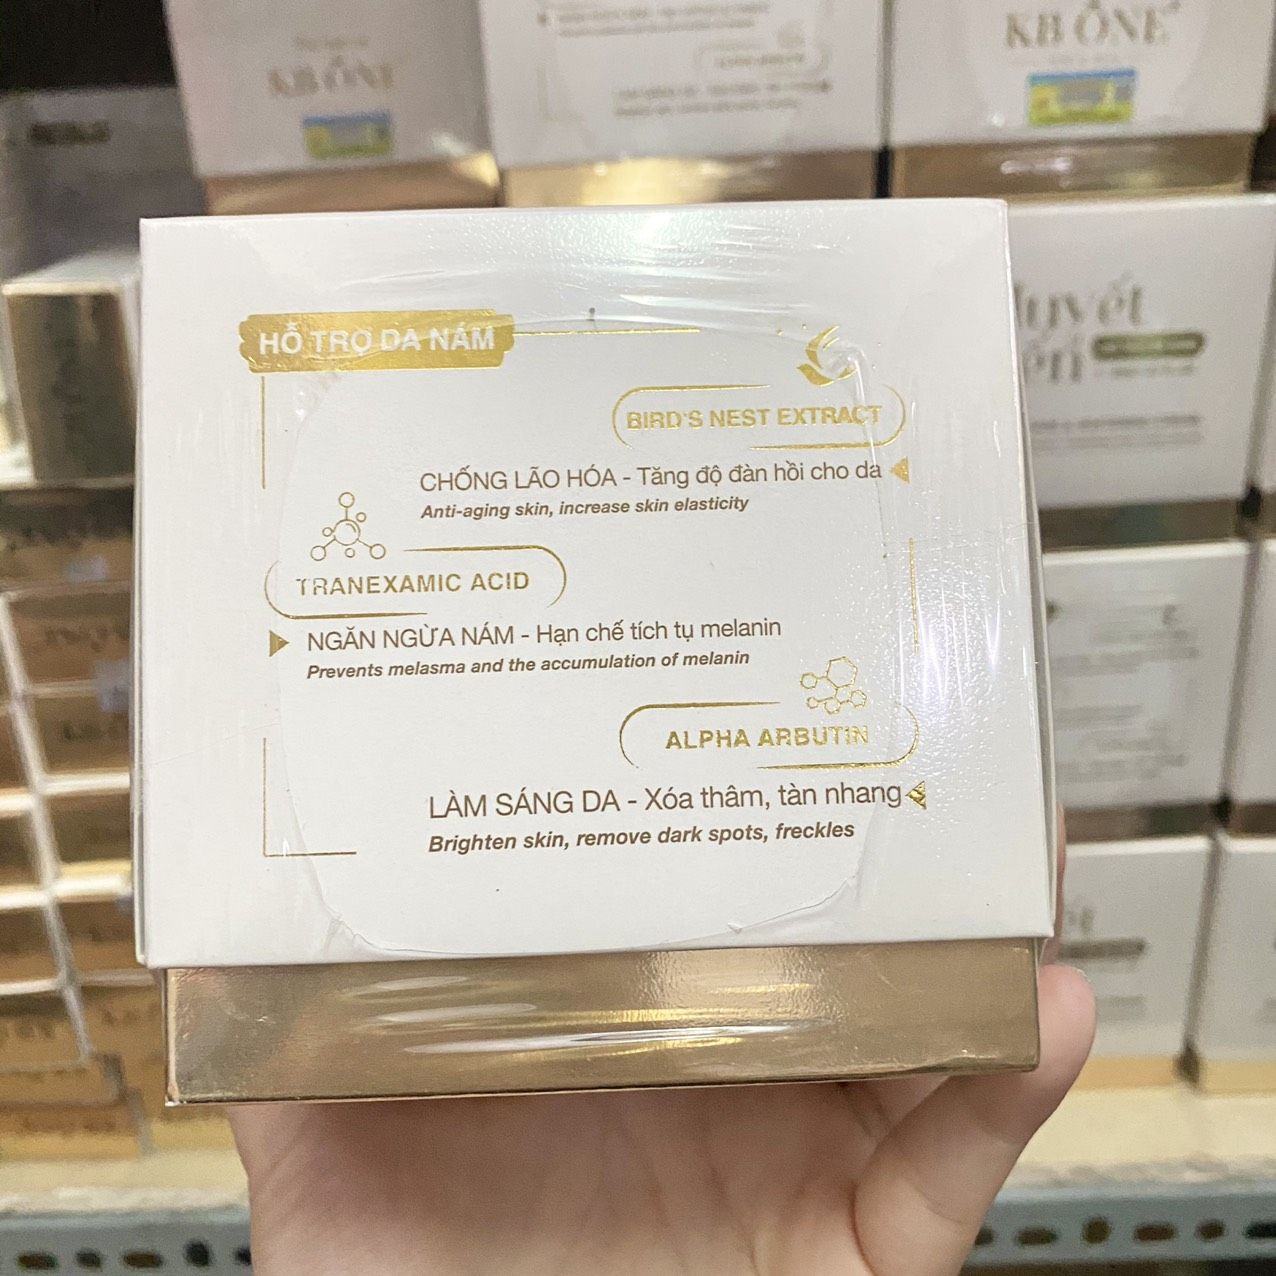 KB ONE
KB ONE
HỖ TRỢ DA NÁM
BIRD'S NEST EXTRACT
CHỐNG LÃO HÓA - Tăng độ đàn hồi cho da
Anti-aging skin, increase skin elasticity
TRANEXAMIC ACID
NGĂN NGỪA NÁM - Hạn chế tích tụ melanin
Prevents melasma and the accumulation of melanin
ALPHA ARBUTIN
LÀM SÁNG DA - Xóa thâm, tàn nhang
Brighten skin, remove dark spots, freckles